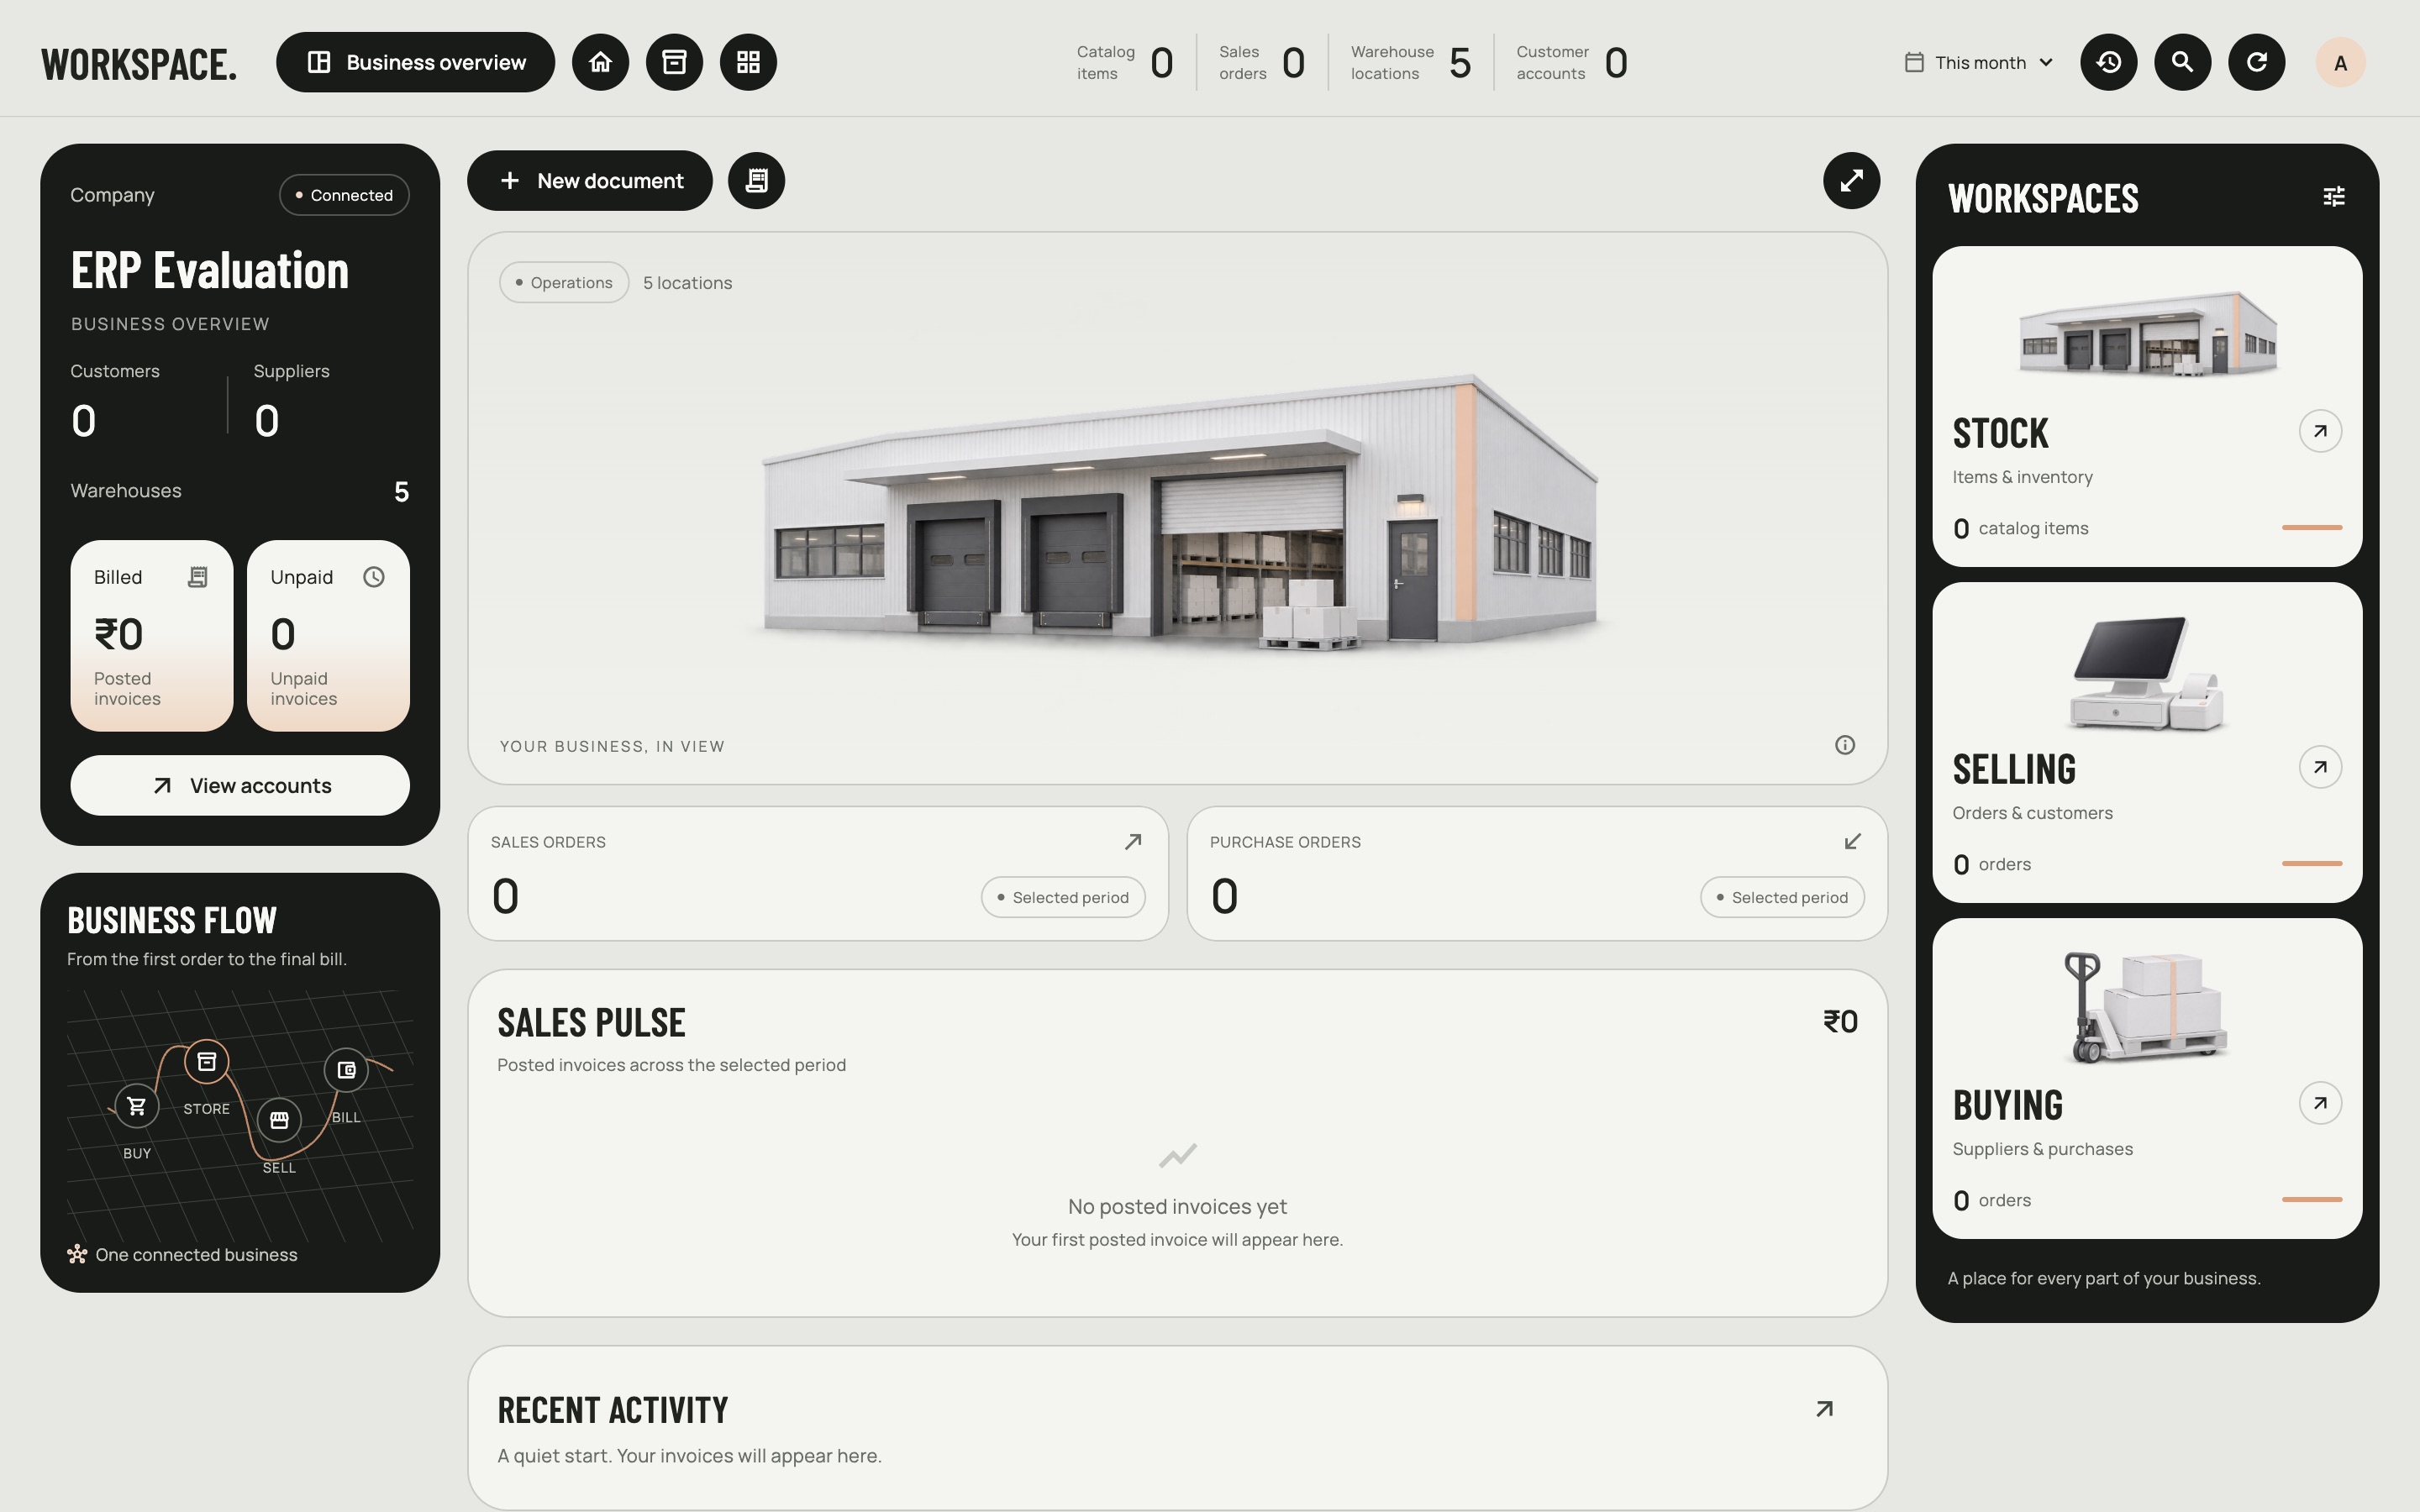 WORKSPACE.
Business overview
Catalog
items
0
Sales
orders
0
Warehouse
locations
5
Customer
accounts
0
This month
A
Company
Connected
ERP Evaluation
BUSINESS OVERVIEW
Customers
0
Suppliers
0
Warehouses
5
Billed
₹0
Posted
invoices
Unpaid
0
Unpaid
invoices
View accounts
BUSINESS FLOW
From the first order to the final bill.
BUY
STORE
SELL
BILL
One connected business
New document
Operations
5 locations
YOUR BUSINESS, IN VIEW
SALES ORDERS
0
Selected period
PURCHASE ORDERS
0
Selected period
SALES PULSE
₹0
Posted invoices across the selected period
No posted invoices yet
Your first posted invoice will appear here.
RECENT ACTIVITY
A quiet start. Your invoices will appear here.
WORKSPACES
STOCK
Items & inventory
0 catalog items
SELLING
Orders & customers
0 orders
BUYING
Suppliers & purchases
0 orders
A place for every part of your business.